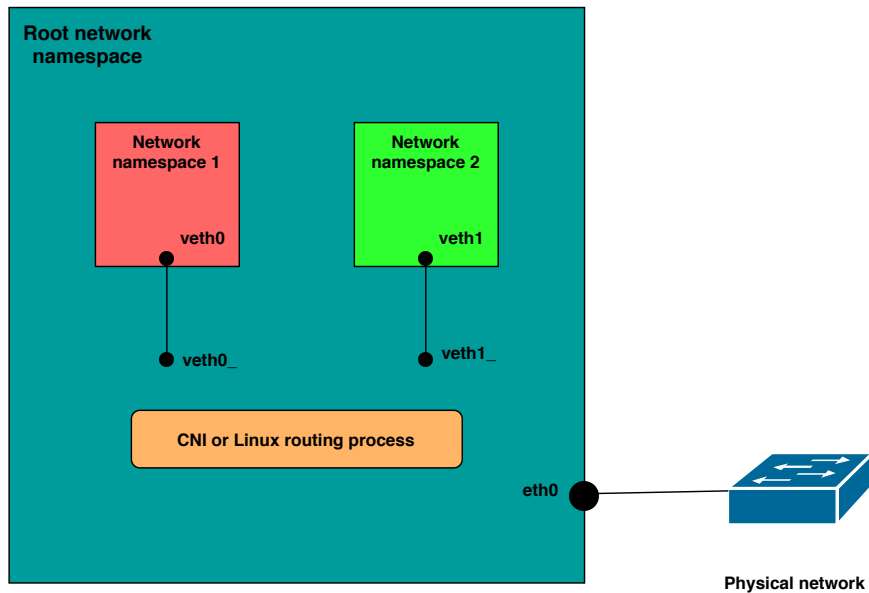 Root network
namespace
Network
namespace 1
Network
namespace 2
veth0
veth1
veth0_
veth1_
CNI or Linux routing process
eth0
Physical network